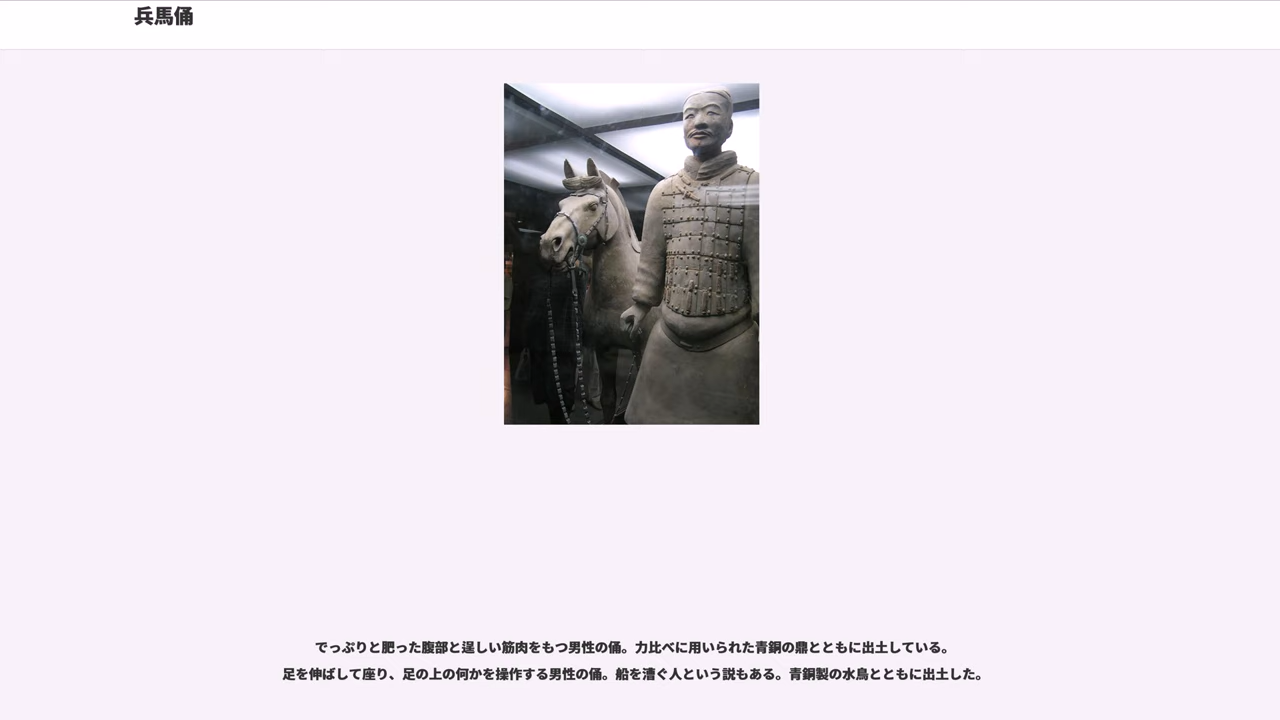 兵馬俑
でっぷりと肥った腹部と逞しい筋肉をもつ男性の俑。力比べに用いられた青銅の鼎とともに出土している。
足を伸ばして座り、足の上の何かを操作する男性の俑。船を漕ぐ人という説もある。青銅製の水鳥とともに出土した。